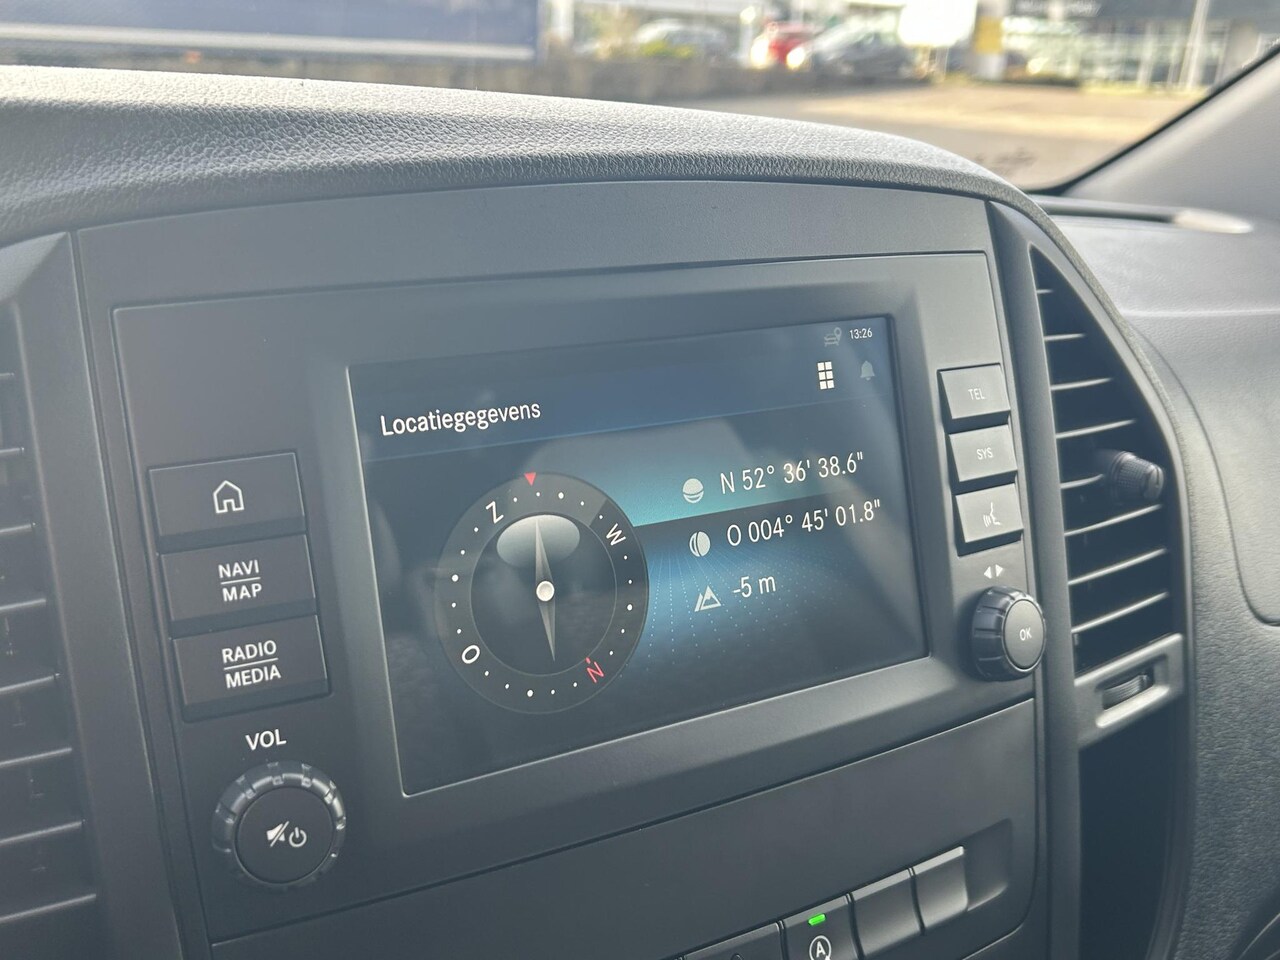 13:26
Locatiegegevens
Z
W
O
N
N 52° 36' 38.6"
O 004° 45' 01.8"
-5 m
NAVI
MAP
RADIO
MEDIA
VOL
TEL
SYS
OK
A